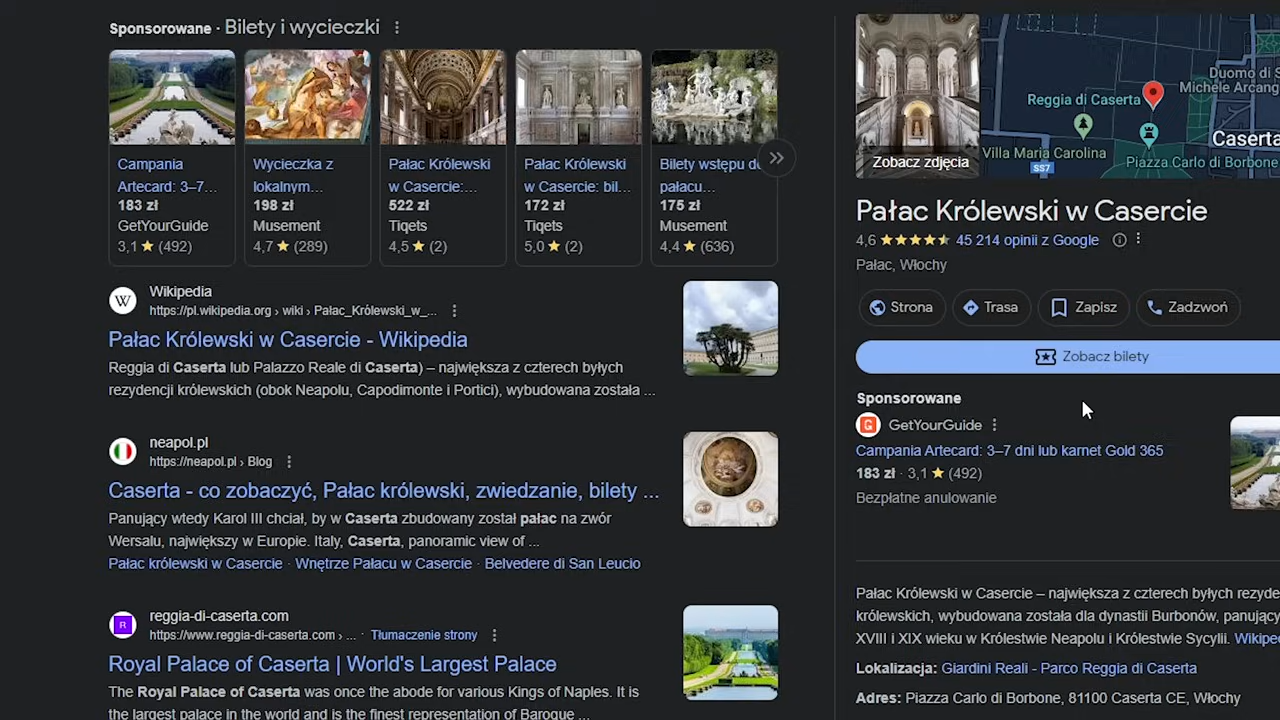 Sponsorowane · Bilety i wycieczki
Campania
Artecard: 3–7...
183 zł
GetYourGuide
3,1 ★ (492)
Wycieczka z
lokalnym...
198 zł
Musement
4,7 ★ (289)
Pałac Królewski
w Casercie:...
522 zł
Tiqets
4,5 ★ (2)
Pałac Królewski
w Casercie: bil...
172 zł
Tiqets
5,0 ★ (2)
Bilety wstępu do
pałacu...
175 zł
Musement
4,4 ★ (636)
W
Wikipedia
https://pl.wikipedia.org › wiki › Pałac_Królewski_w_...
Pałac Królewski w Casercie - Wikipedia
Reggia di Caserta lub Palazzo Reale di Caserta) – największa z czterech byłych
rezydencji królewskich (obok Neapolu, Capodimonte i Portici), wybudowana została ...
neapol.pl
https://neapol.pl › Blog
Caserta - co zobaczyć, Pałac królewski, zwiedzanie, bilety ...
Panujący wtedy Karol III chciał, by w Caserta zbudowany został pałac na zwór
Wersalu, największy w Europie. Italy, Caserta, panoramic view of ...
Pałac królewski w Casercie · Wnętrze Pałacu w Casercie · Belvedere di San Leucio
R
reggia-di-caserta.com
https://www.reggia-di-caserta.com › ... · Tłumaczenie strony
Royal Palace of Caserta | World's Largest Palace
The Royal Palace of Caserta was once the abode for various Kings of Naples. It is
the largest palace in the world and is the finest representation of Baroque ...
Zobacz zdjęcia
Duomo di S
Michele Arcang
Reggia di Caserta
Caserta
Villa Maria Carolina
Piazza Carlo di Borbone
SS7
Pałac Królewski w Casercie
4,6 ★★★★★ 45 214 opinii z Google
Pałac, Włochy
Strona
Trasa
Zapisz
Zadzwoń
Zobacz bilety
Sponsorowane
G
GetYourGuide
Campania Artecard: 3–7 dni lub karnet Gold 365
183 zł · 3,1 ★ (492)
Bezpłatne anulowanie
Pałac Królewski w Casercie – największa z czterech byłych rezyde
królewskich, wybudowana została dla dynastii Burbonów, panujący
XVIII i XIX wieku w Królestwie Neapolu i Królestwie Sycylii. Wikipe
Lokalizacja: Giardini Reali - Parco Reggia di Caserta
Adres: Piazza Carlo di Borbone, 81100 Caserta CE, Włochy